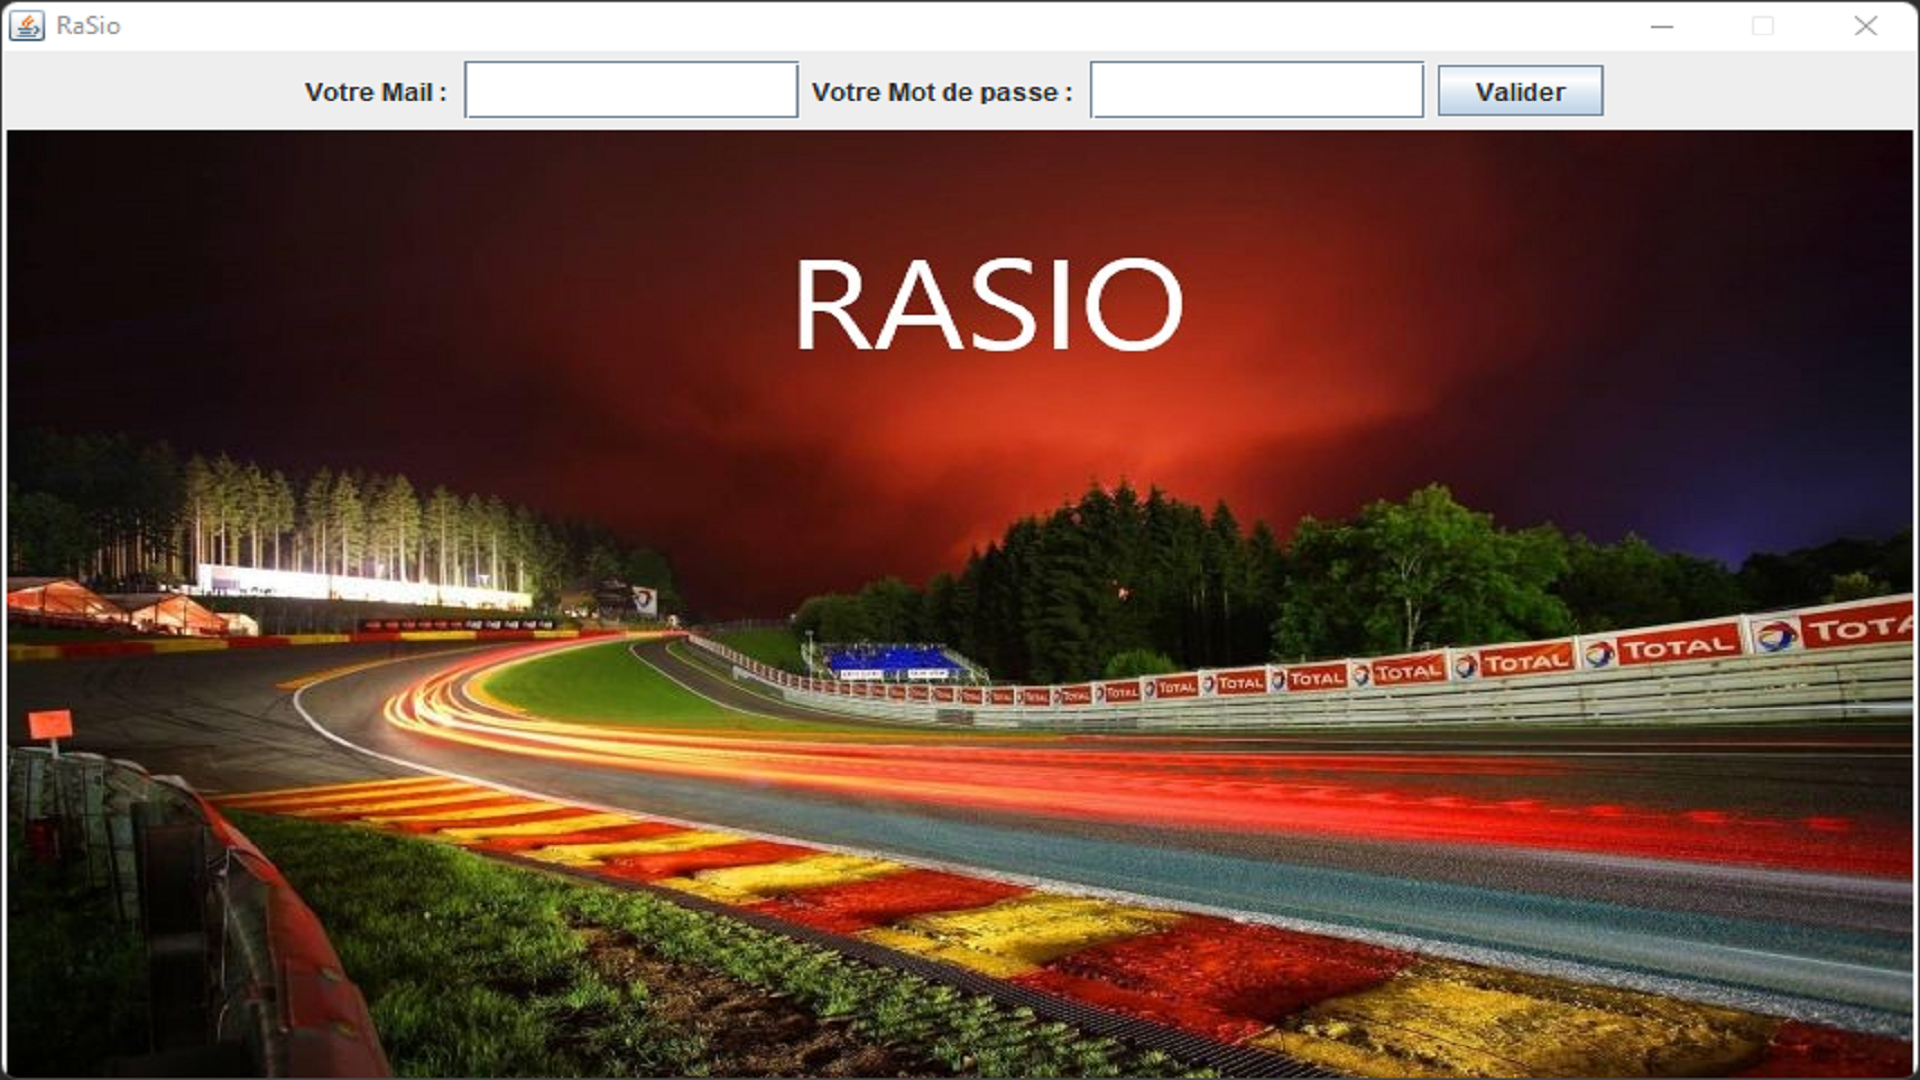 RaSio
Votre Mail : Votre Mot de passe : Valider
RASIO
TOTAL TOTAL TOTAL TOTAL TOTAL TOTAL TOTAL TOTAL TOTA